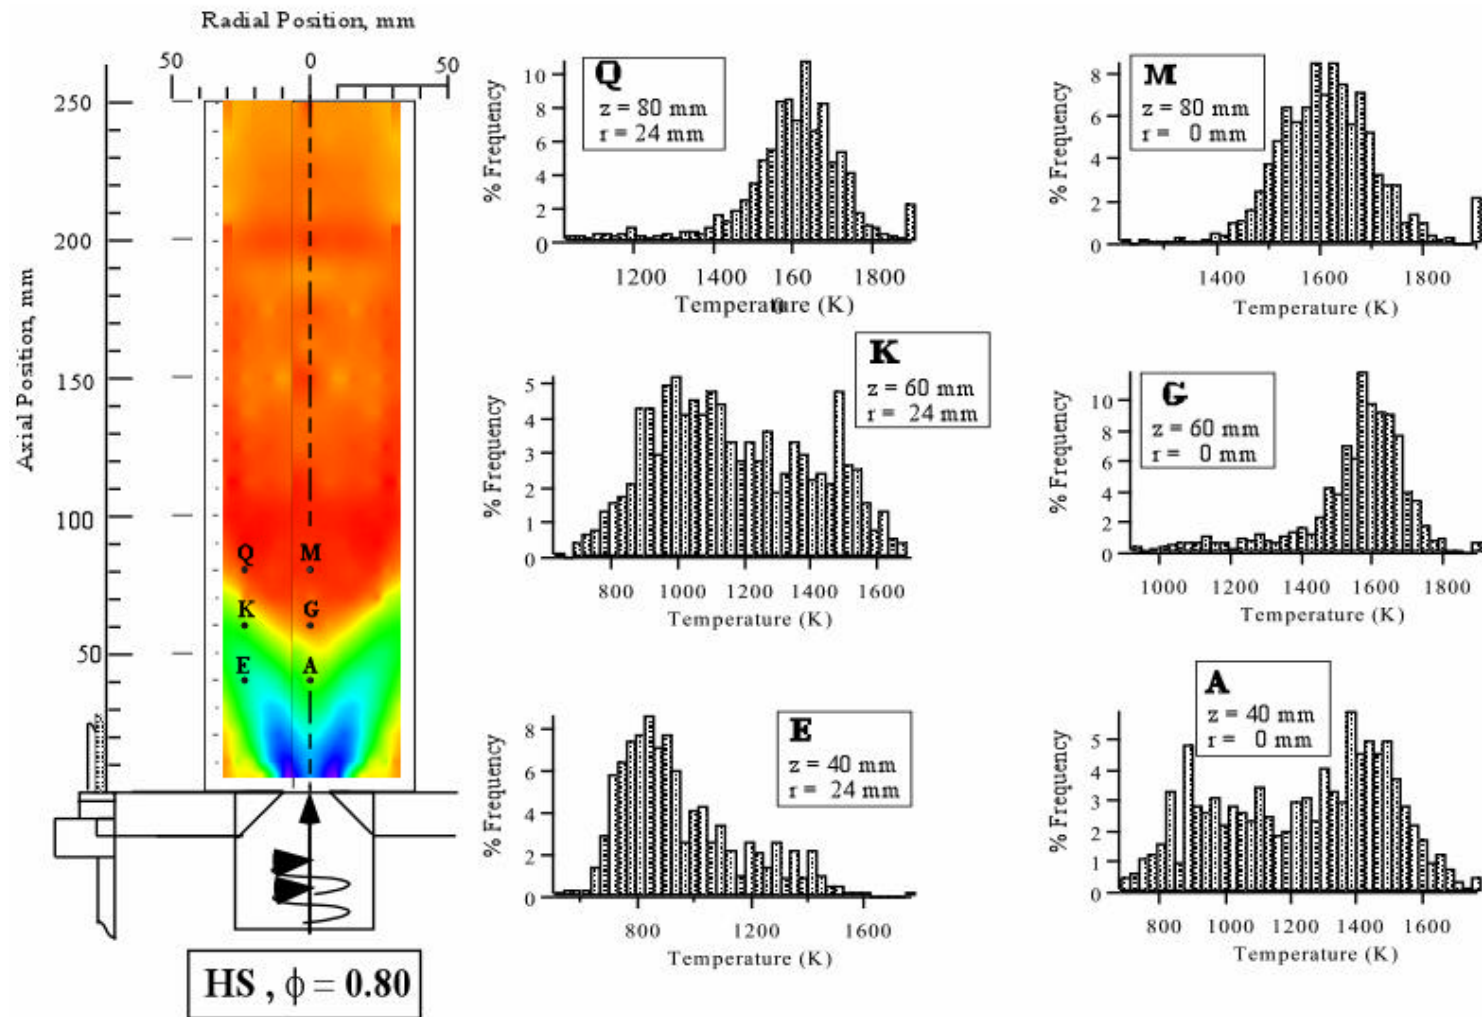 Radial Position, mm
50 0 50
Axial Position, mm
250
200
150
100
50
Q M
K G
E A
HS , ϕ = 0.80
Q
z = 80 mm
r = 24 mm
% Frequency
10
8
6
4
2
0
1200 1400 160 1800
0
Temperature (K)
M
z = 80 mm
r = 0 mm
% Frequency
8
6
4
2
0
1400 1600 1800
Temperature (K)
K
z = 60 mm
r = 24 mm
% Frequency
5
4
3
2
1
0
800 1000 1200 1400 1600
Temperature (K)
G
z = 60 mm
r = 0 mm
% Frequency
10
8
6
4
2
0
1000 1200 1400 1600 1800
Temperature (K)
E
z = 40 mm
r = 24 mm
% Frequency
8
6
4
2
0
800 1200 1600
Temperature (K)
A
z = 40 mm
r = 0 mm
% Frequency
5
4
3
2
1
0
800 1000 1200 1400 1600
Temperature (K)